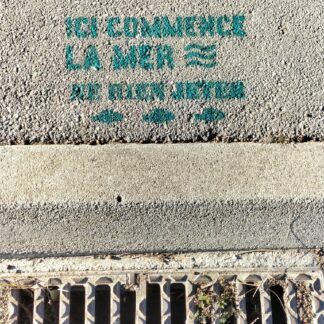 ICI COMMENCE
LA MER
NE RIEN JETER